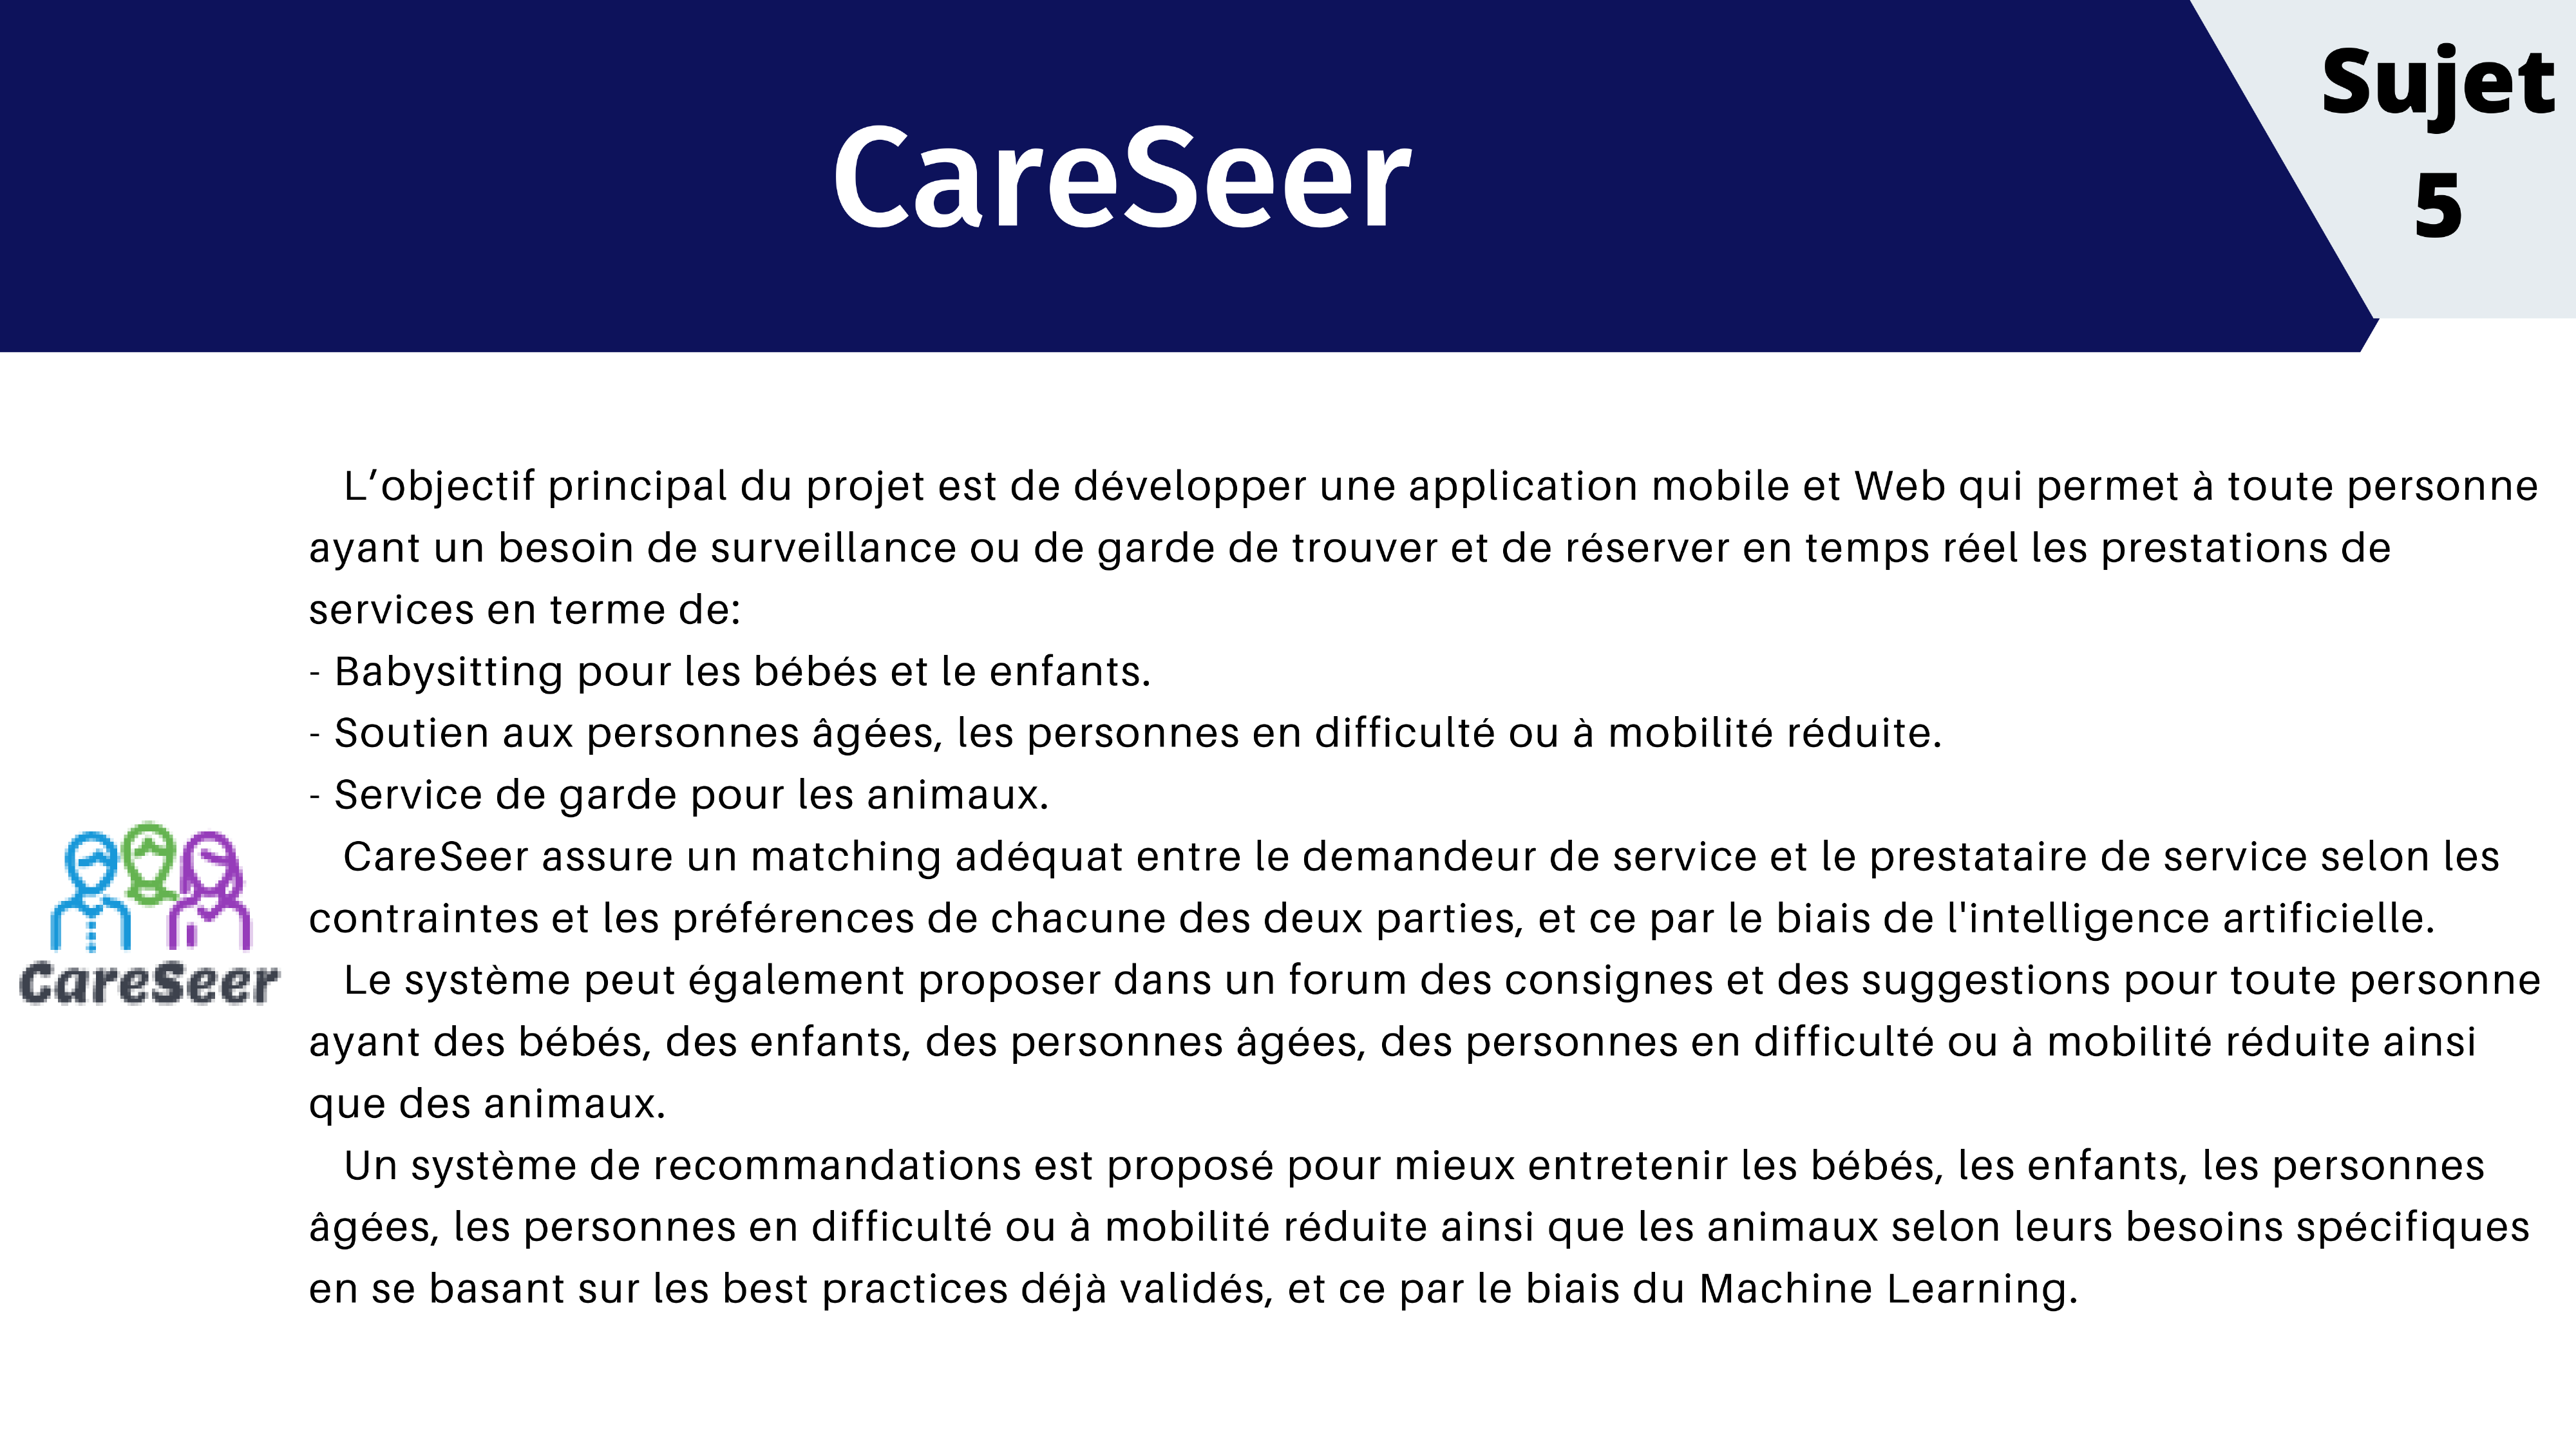 CareSeer
Sujet
5
L’objectif principal du projet est de développer une application mobile et Web qui permet à toute personne
ayant un besoin de surveillance ou de garde de trouver et de réserver en temps réel les prestations de
services en terme de:
- Babysitting pour les bébés et le enfants.
- Soutien aux personnes âgées, les personnes en difficulté ou à mobilité réduite.
- Service de garde pour les animaux.
CareSeer assure un matching adéquat entre le demandeur de service et le prestataire de service selon les
contraintes et les préférences de chacune des deux parties, et ce par le biais de l'intelligence artificielle.
Le système peut également proposer dans un forum des consignes et des suggestions pour toute personne
ayant des bébés, des enfants, des personnes âgées, des personnes en difficulté ou à mobilité réduite ainsi
que des animaux.
Un système de recommandations est proposé pour mieux entretenir les bébés, les enfants, les personnes
âgées, les personnes en difficulté ou à mobilité réduite ainsi que les animaux selon leurs besoins spécifiques
en se basant sur les best practices déjà validés, et ce par le biais du Machine Learning.
CareSeer